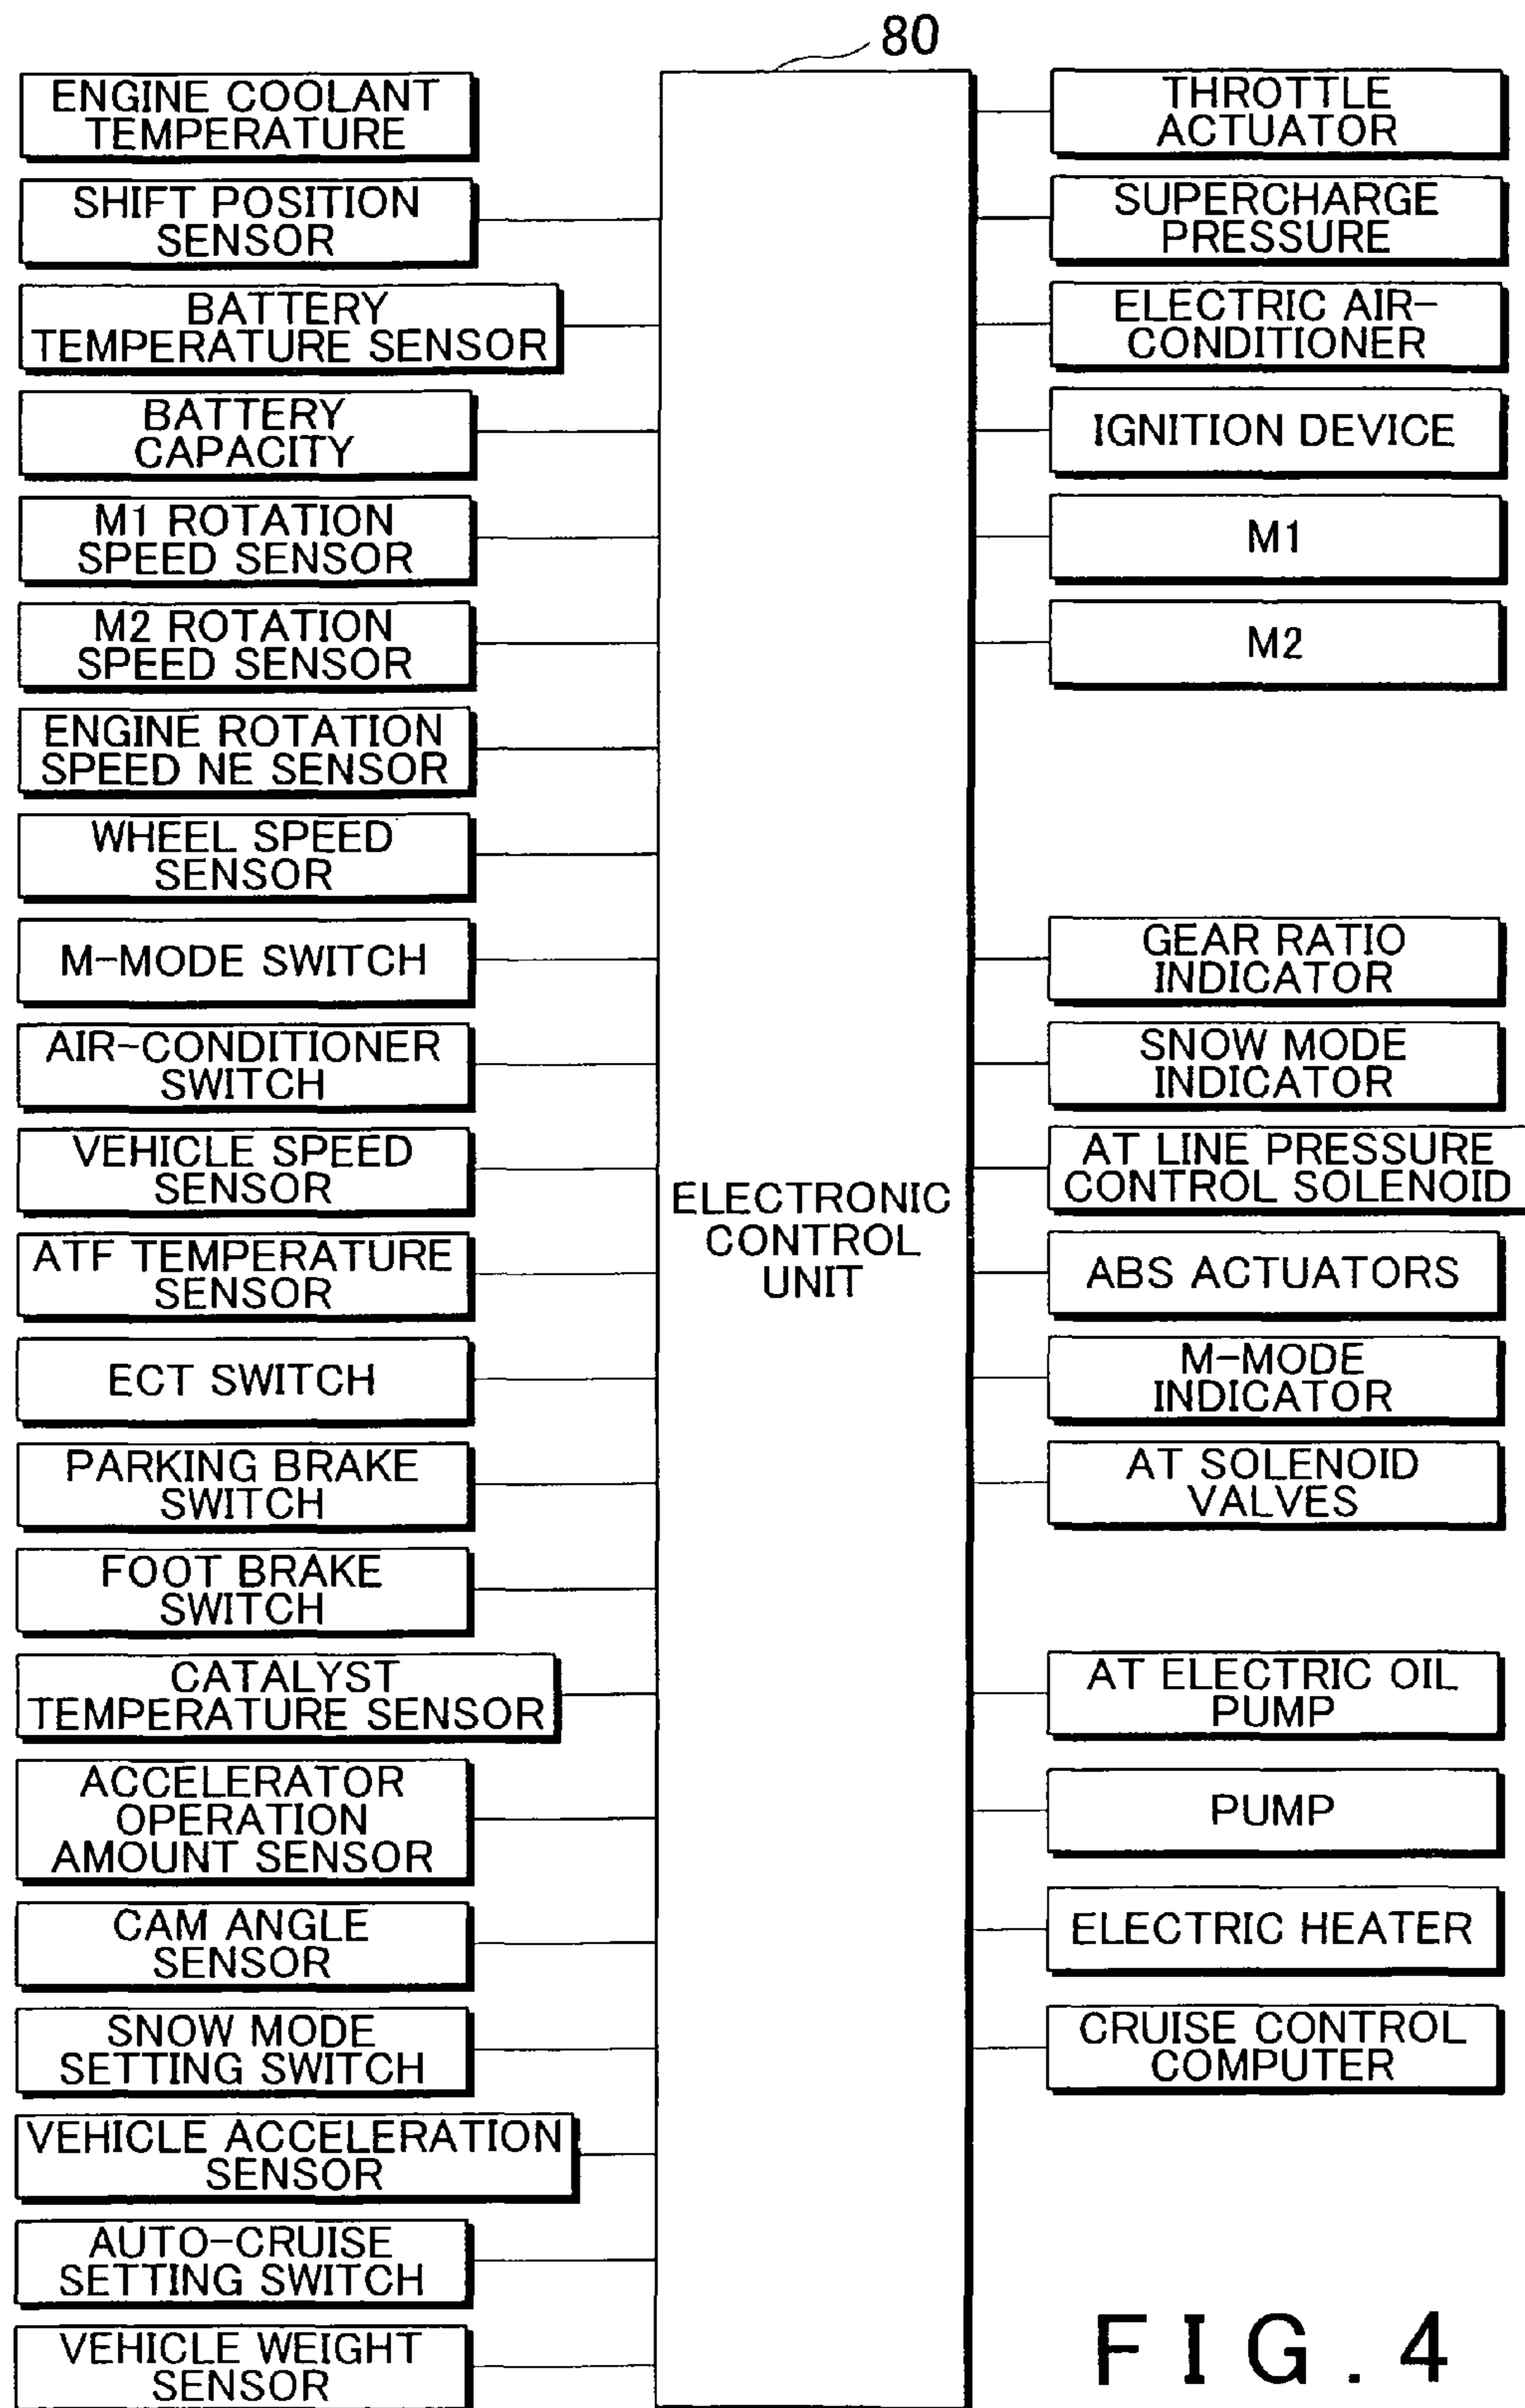 80
ENGINE COOLANT
TEMPERATURE
SHIFT POSITION
SENSOR
BATTERY
TEMPERATURE SENSOR
BATTERY
CAPACITY
M1 ROTATION
SPEED SENSOR
M2 ROTATION
SPEED SENSOR
ENGINE ROTATION
SPEED NE SENSOR
WHEEL SPEED
SENSOR
M-MODE SWITCH
AIR-CONDITIONER
SWITCH
VEHICLE SPEED
SENSOR
ATF TEMPERATURE
SENSOR
ECT SWITCH
PARKING BRAKE
SWITCH
FOOT BRAKE
SWITCH
CATALYST
TEMPERATURE SENSOR
ACCELERATOR
OPERATION
AMOUNT SENSOR
CAM ANGLE
SENSOR
SNOW MODE
SETTING SWITCH
VEHICLE ACCELERATION
SENSOR
AUTO-CRUISE
SETTING SWITCH
VEHICLE WEIGHT
SENSOR
ELECTRONIC
CONTROL
UNIT
THROTTLE
ACTUATOR
SUPERCHARGE
PRESSURE
ELECTRIC AIR-
CONDITIONER
IGNITION DEVICE
M1
M2
GEAR RATIO
INDICATOR
SNOW MODE
INDICATOR
AT LINE PRESSURE
CONTROL SOLENOID
ABS ACTUATORS
M-MODE
INDICATOR
AT SOLENOID
VALVES
AT ELECTRIC OIL
PUMP
PUMP
ELECTRIC HEATER
CRUISE CONTROL
COMPUTER
FIG.4